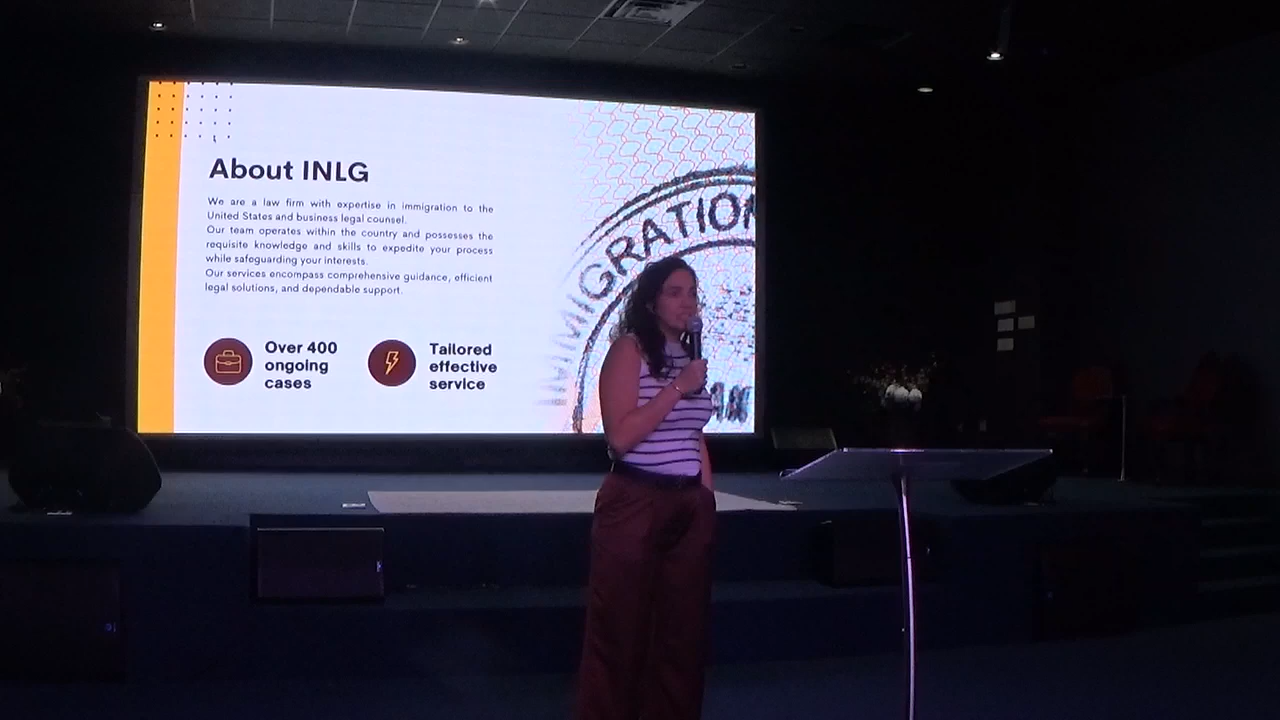 About INLG
We are a law firm with expertise in immigration to the
United States and business legal counsel.
Our team operates within the country and possesses the
requisite knowledge and skills to expedite your process
while safeguarding your interests.
Our services encompass comprehensive guidance, efficient
legal solutions, and dependable support.
Over 400
ongoing
cases
Tailored
effective
service
IMMIGRATION